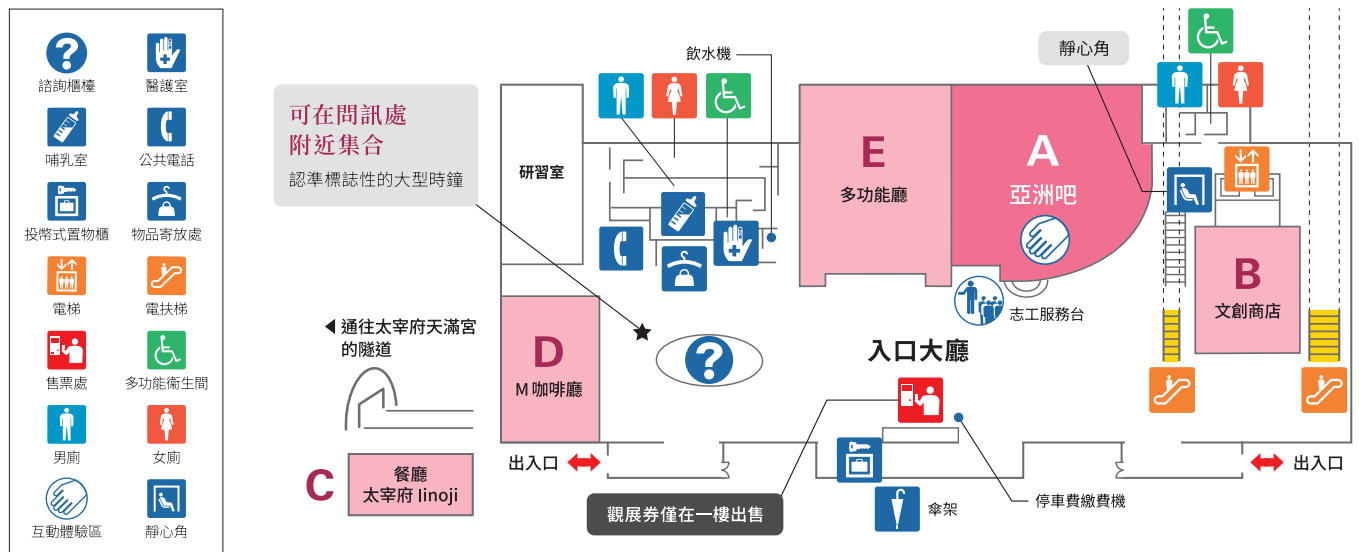 諮詢櫃檯
醫護室
哺乳室
公共電話
投幣式置物櫃
物品寄放處
電梯
電扶梯
售票處
多功能衛生間
男廁
女廁
互動體驗區
靜心角
可在問訊處
附近集合
認準標誌性的大型時鐘
飲水機
靜心角
研習室
E
多功能廳
A
亞洲吧
B
文創商店
志工服務台
入口大廳
通往太宰府天滿宮
的隧道
D
M 咖啡廳
C
餐廳
太宰府 Iinoji
出入口
觀展券僅在一樓出售
傘架
停車費繳費機
出入口